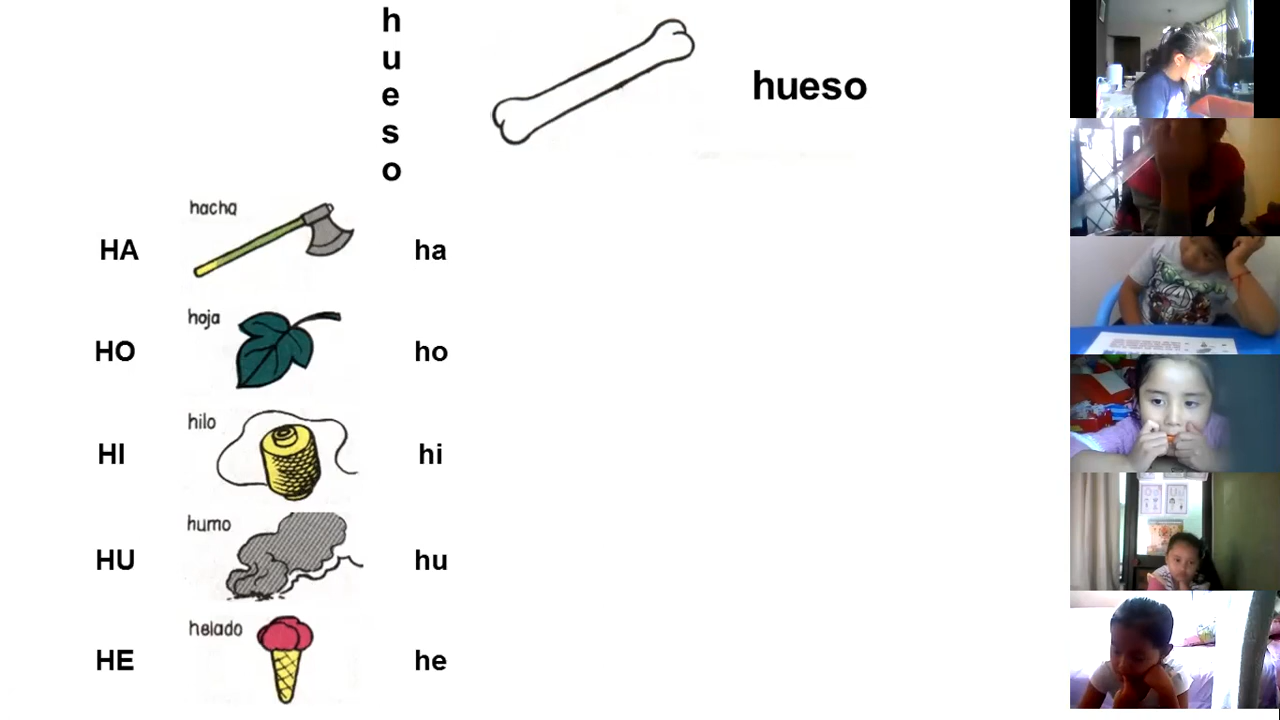 h
u
e
s
o
hueso
hacha
HA ha
hoja
HO ho
hilo
HI hi
humo
HU hu
helado
HE he